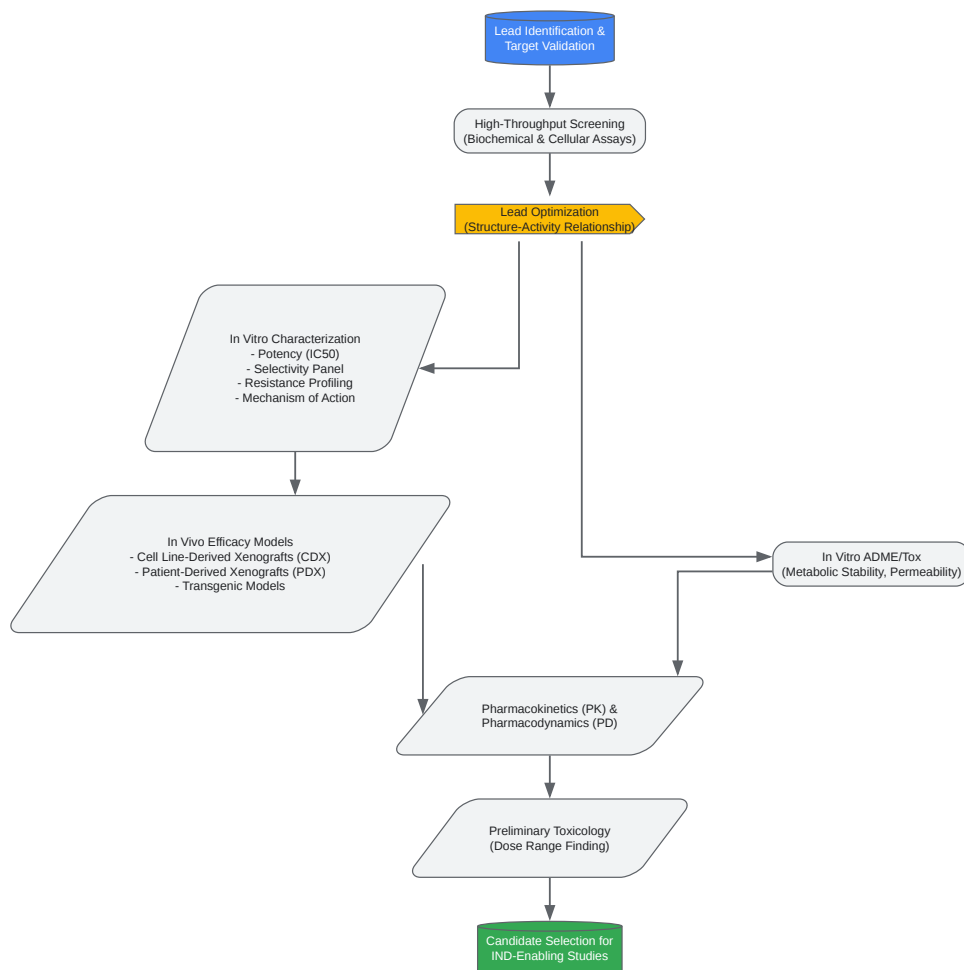 Lead Identification &
Target Validation
High-Throughput Screening
(Biochemical & Cellular Assays)
Lead Optimization
(Structure-Activity Relationship)
In Vitro Characterization
- Potency (IC50)
- Selectivity Panel
- Resistance Profiling
- Mechanism of Action
In Vivo Efficacy Models
- Cell Line-Derived Xenografts (CDX)
- Patient-Derived Xenografts (PDX)
- Transgenic Models
In Vitro ADME/Tox
(Metabolic Stability, Permeability)
Pharmacokinetics (PK) &
Pharmacodynamics (PD)
Preliminary Toxicology
(Dose Range Finding)
Candidate Selection for
IND-Enabling Studies